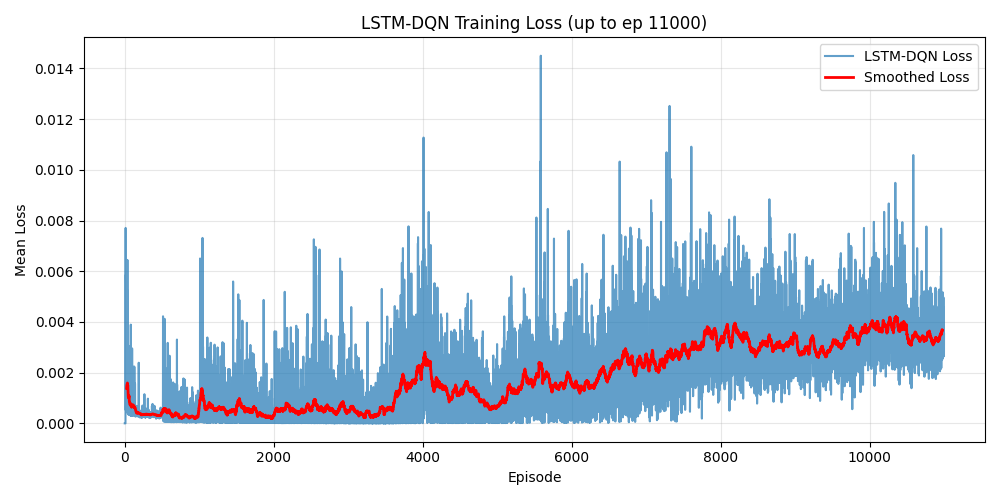 LSTM-DQN Training Loss (up to ep 11000)
LSTM-DQN Loss
Smoothed Loss
Mean Loss
0.014
0.012
0.010
0.008
0.006
0.004
0.002
0.000
0 2000 4000 6000 8000 10000
Episode